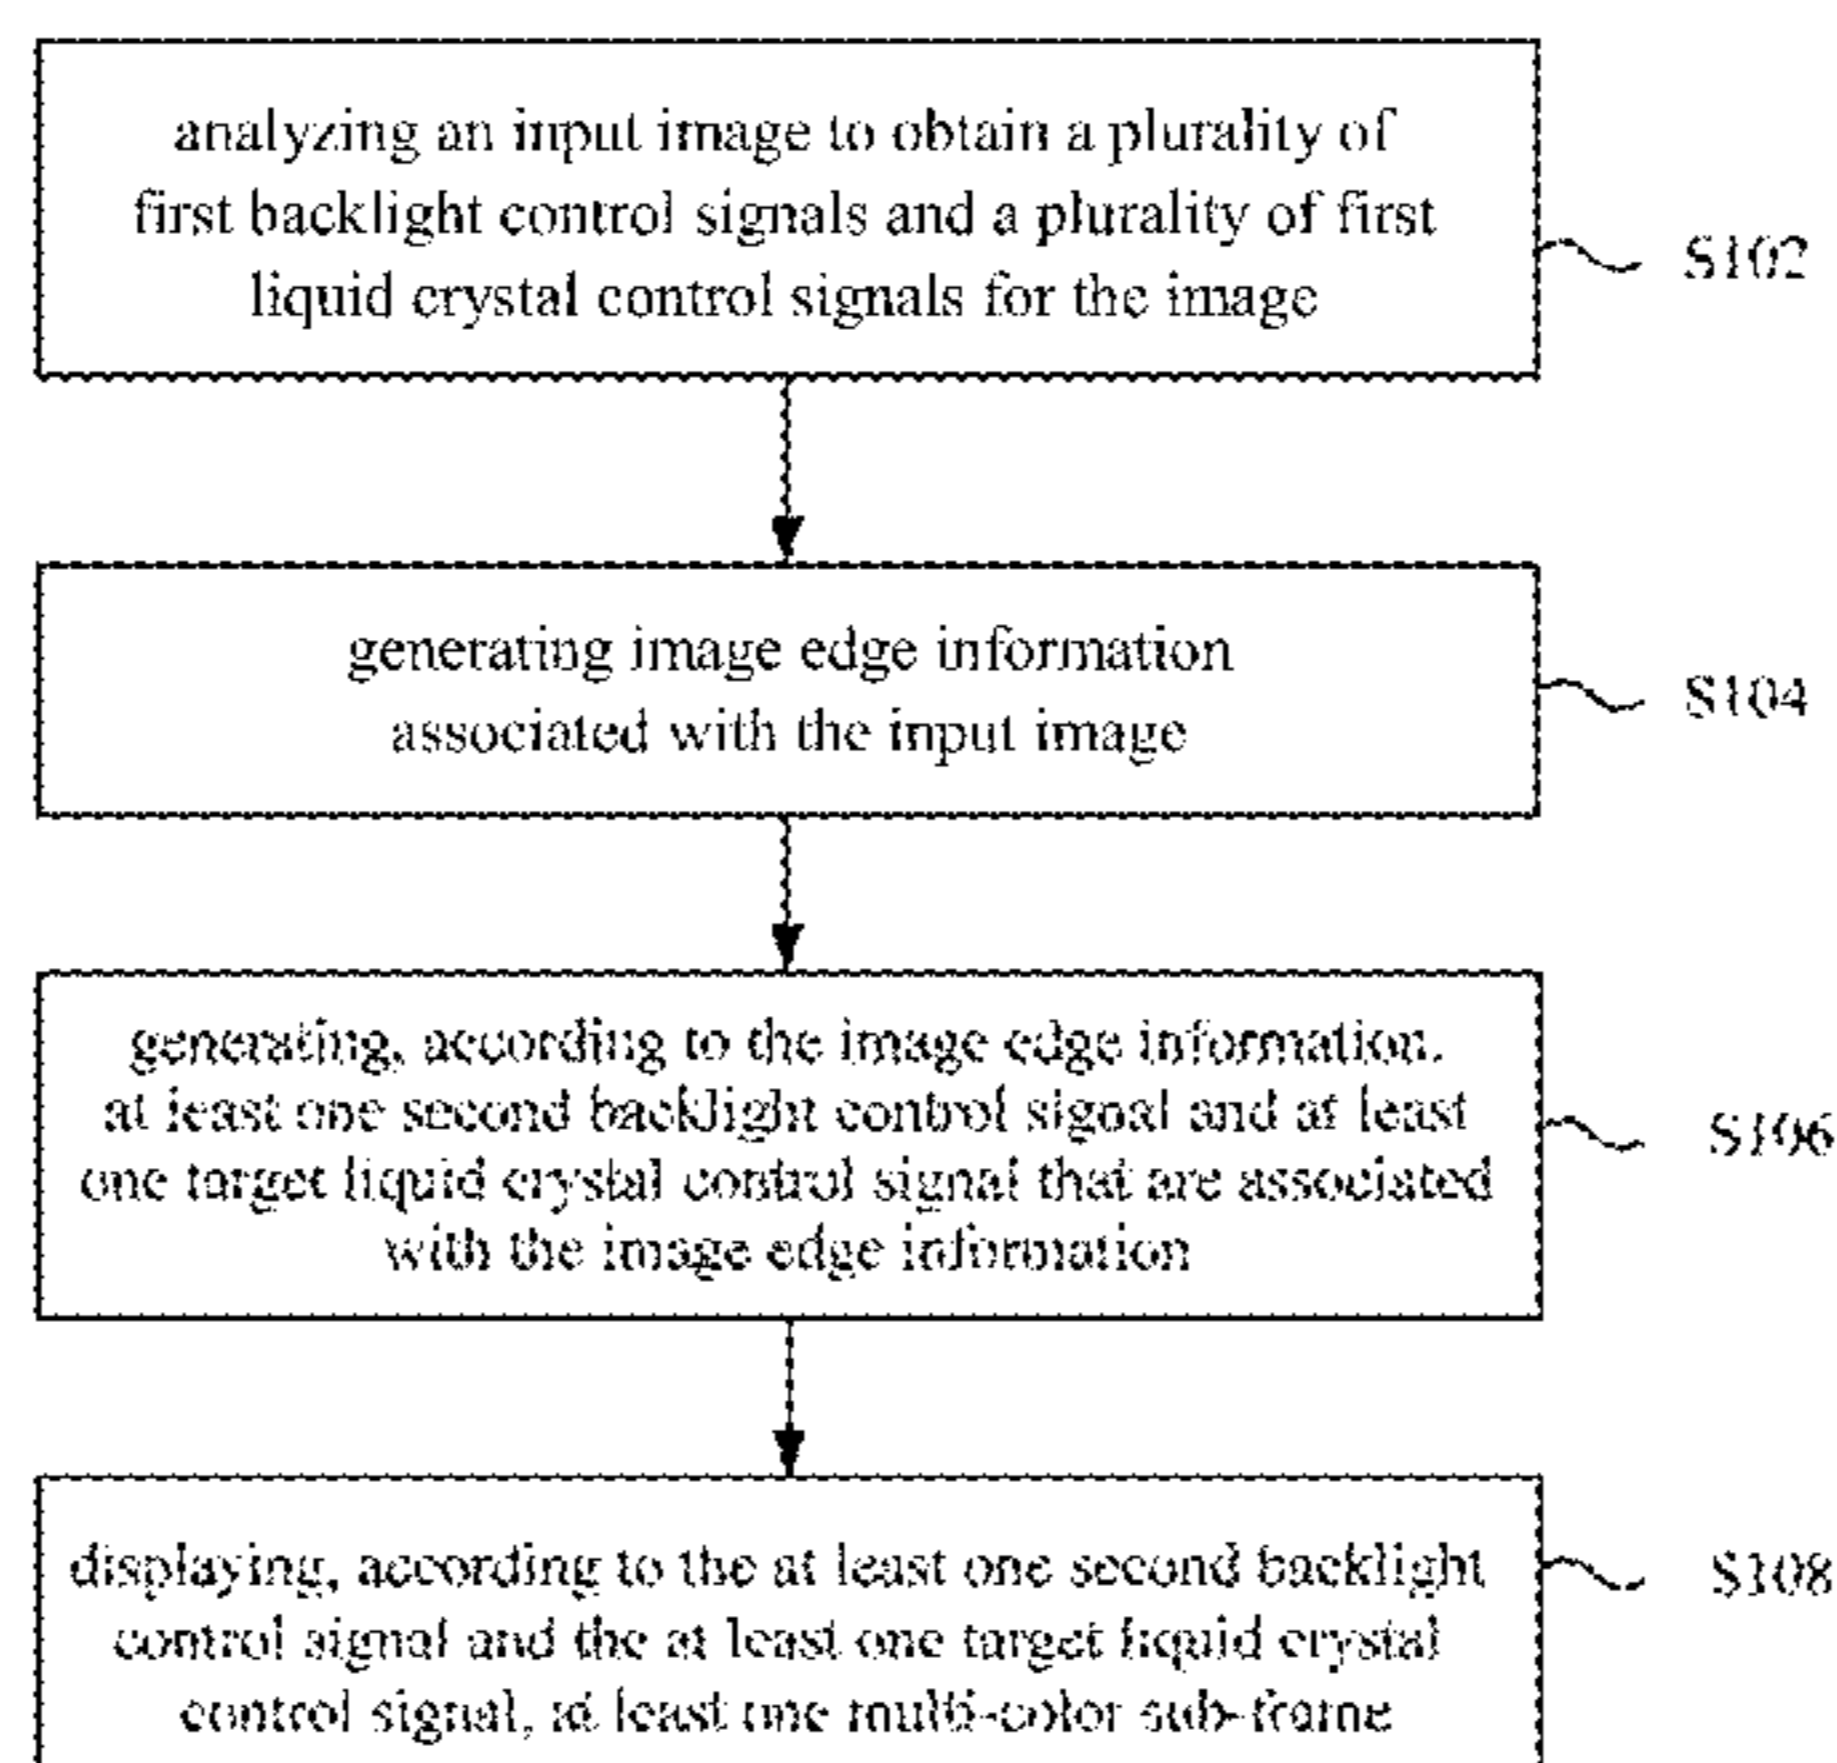 analyzing an input image to obtain a plurality of
first backlight control signals and a plurality of first
liquid crystal control signals for the image
S102
generating image edge information
associated with the input image
S104
generating, according to the image edge information,
at least one second backlight control signal and at least
one target liquid crystal control signal that are associated
with the image edge information
S106
displaying, according to the at least one second backlight
control signal and the at least one target liquid crystal
control signal, at least one multi-color sub-frame
S108